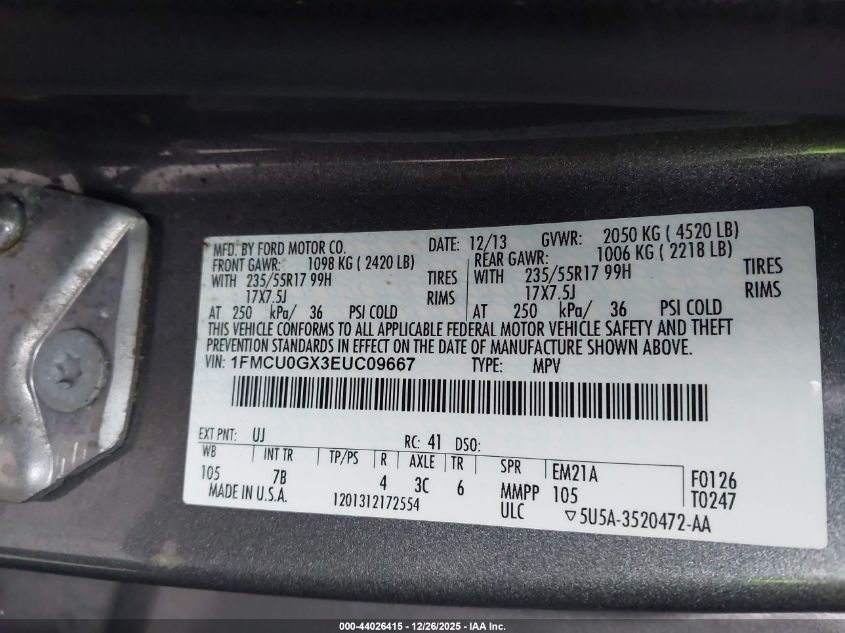 MFD. BY FORD MOTOR CO. DATE: 12/13 GVWR: 2050 KG ( 4520 LB)
FRONT GAWR: 1098 KG ( 2420 LB) REAR GAWR: 1006 KG ( 2218 LB)
WITH 235/55R17 99H TIRES WITH 235/55R17 99H TIRES
17X7.5J RIMS 17X7.5J RIMS
AT 250 kPa/ 36 PSI COLD AT 250 kPa/ 36 PSI COLD
THIS VEHICLE CONFORMS TO ALL APPLICABLE FEDERAL MOTOR VEHICLE SAFETY AND THEFT
PREVENTION STANDARDS IN EFFECT ON THE DATE OF MANUFACTURE SHOWN ABOVE.
VIN: 1FMCU0GX3EUC09667 TYPE: MPV
EXT PNT: UJ RC: 41 DSO:
WB INT TR TP/PS R AXLE TR SPR EM21A F0126
105 7B 4 3C 6 MMPP 105 T0247
MADE IN U.S.A. 1201312172554 ULC ▽5U5A-3520472-AA
000-44026415 - 12/26/2025 - IAA Inc.